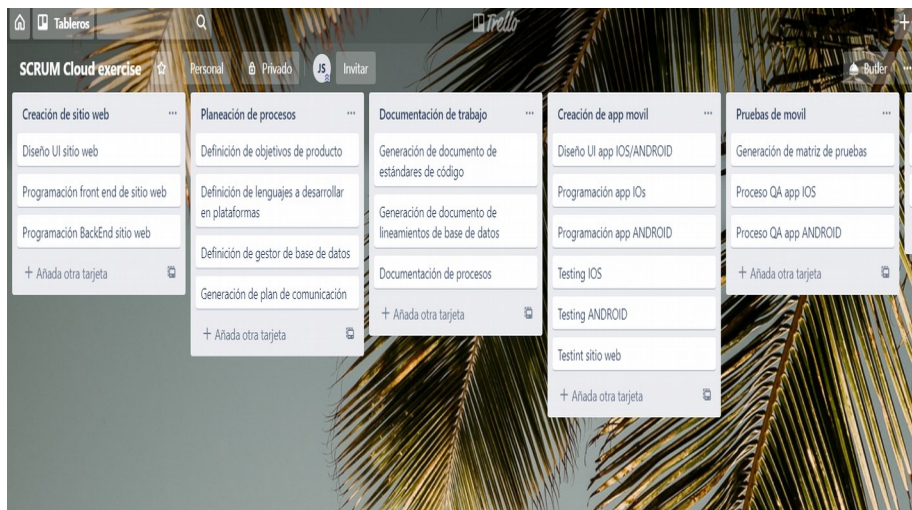 Tableros
Trello
SCRUM Cloud exercise
Personal
Privado
JS
Invitar
Butler
Creación de sitio web
Diseño UI sitio web
Programación front end de sitio web
Programación BackEnd sitio web
+ Añada otra tarjeta
Planeación de procesos
Definición de objetivos de producto
Definición de lenguajes a desarrollar
en plataformas
Definición de gestor de base de datos
Generación de plan de comunicación
+ Añada otra tarjeta
Documentación de trabajo
Generación de documento de
estándares de código
Generación de documento de
lineamientos de base de datos
Documentación de procesos
+ Añada otra tarjeta
Creación de app movil
Diseño UI app IOS/ANDROID
Programación app IOs
Programación app ANDROID
Testing IOS
Testing ANDROID
Testint sitio web
+ Añada otra tarjeta
Pruebas de movil
Generación de matriz de pruebas
Proceso QA app IOS
Proceso QA app ANDROID
+ Añada otra tarjeta